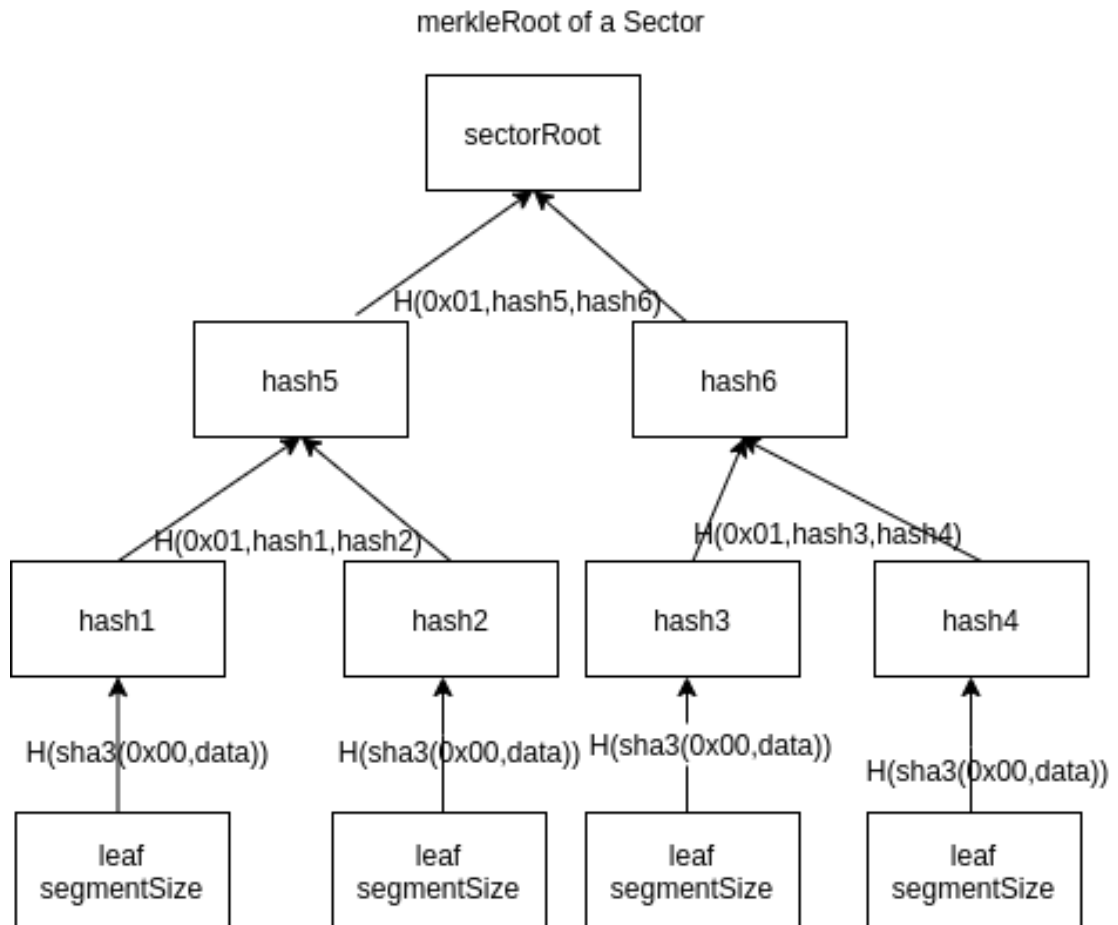 merkleRoot of a Sector
sectorRoot
H(0x01,hash5,hash6)
hash5
hash6
H(0x01,hash1,hash2)
H(0x01,hash3,hash4)
hash1
hash2
hash3
hash4
H(sha3(0x00,data))
H(sha3(0x00,data))
H(sha3(0x00,data))
H(sha3(0x00,data))
leaf
segmentSize
leaf
segmentSize
leaf
segmentSize
leaf
segmentSize